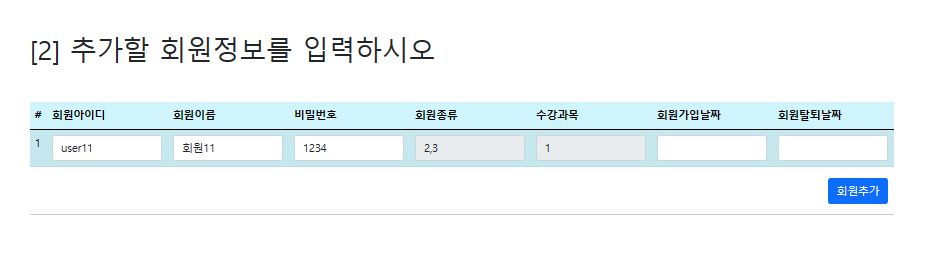 [2] 추가할 회원정보를 입력하시오
# 회원아이디 회원이름 비밀번호 회원종류 수강과목 회원가입날짜 회원탈퇴날짜
1 user11 회원11 1234 2,3 1
회원추가